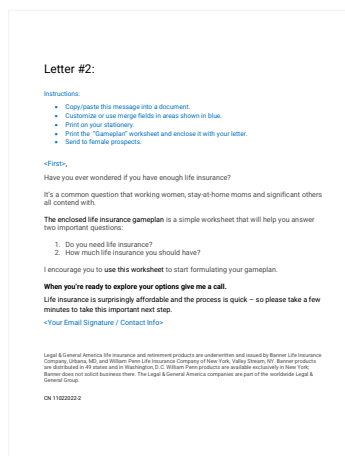 Letter #2:
Instructions:
• Copy/paste this message into a document.
• Customize or use merge fields in areas shown in blue.
• Print on your stationery.
• Print the "Gameplan" worksheet and enclose it with your letter.
• Send to female prospects.
<First>,
Have you ever wondered if you have enough life insurance?
It's a common question that working women, stay-at-home moms and significant others
all contend with.
The enclosed life insurance gameplan is a simple worksheet that will help you answer
two important questions:
1. Do you need life insurance?
2. How much life insurance you should have?
I encourage you to use this worksheet to start formulating your gameplan.
When you're ready to explore your options give me a call.
Life insurance is surprisingly affordable and the process is quick – so please take a few
minutes to take this important next step.
<Your Email Signature / Contact Info>
Legal & General America life insurance and retirement products are underwritten and issued by Banner Life Insurance
Company, Urbana, MD, and William Penn Life Insurance Company of New York, Valley Stream, NY. Banner products
are distributed in 49 states and in Washington, D.C. William Penn products are available exclusively in New York;
Banner does not solicit business there. The Legal & General America companies are part of the worldwide Legal &
General Group.
CN 11022022-2